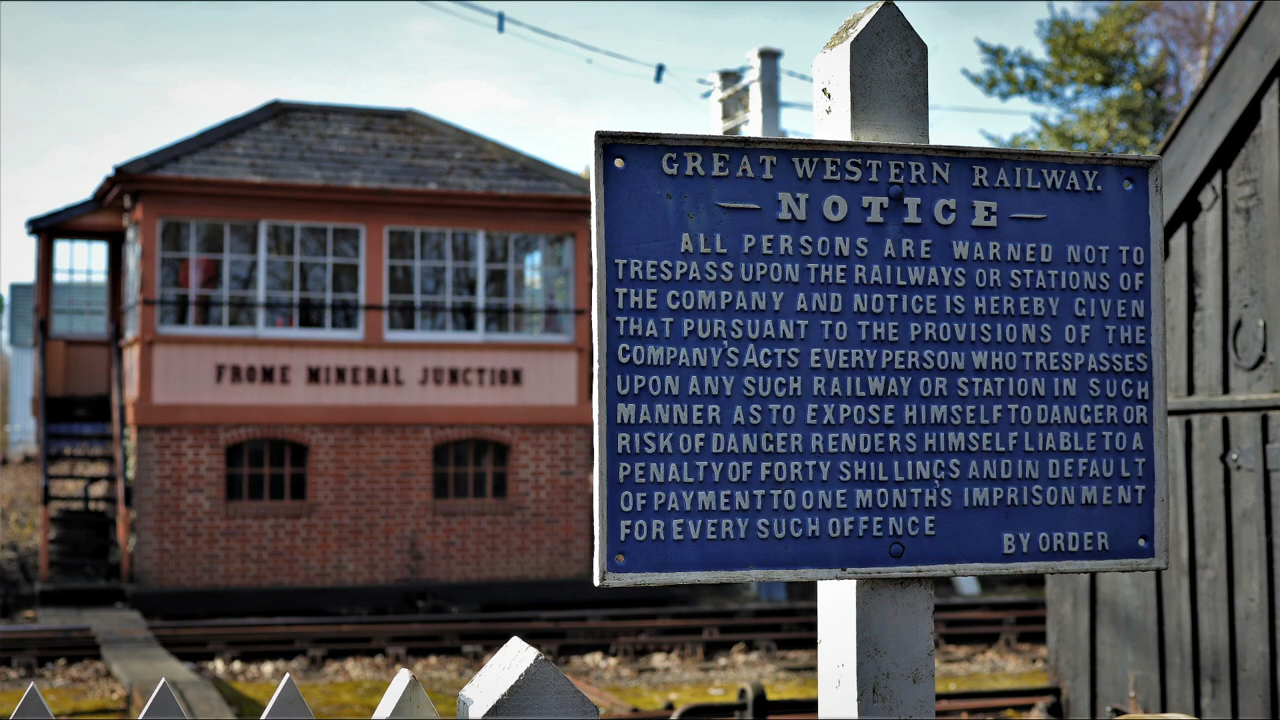 GREAT WESTERN RAILWAY.
— NOTICE —
ALL PERSONS ARE WARNED NOT TO
TRESPASS UPON THE RAILWAYS OR STATIONS OF
THE COMPANY AND NOTICE IS HEREBY GIVEN
THAT PURSUANT TO THE PROVISIONS OF THE
COMPANY'S ACTS EVERY PERSON WHO TRESPASSES
UPON ANY SUCH RAILWAY OR STATION IN SUCH
MANNER AS TO EXPOSE HIMSELF TO DANGER OR
RISK OF DANGER RENDERS HIMSELF LIABLE TO A
PENALTY OF FORTY SHILLINGS AND IN DEFAULT
OF PAYMENT TO ONE MONTH'S IMPRISONMENT
FOR EVERY SUCH OFFENCE
BY ORDER
FROME MINERAL JUNCTION